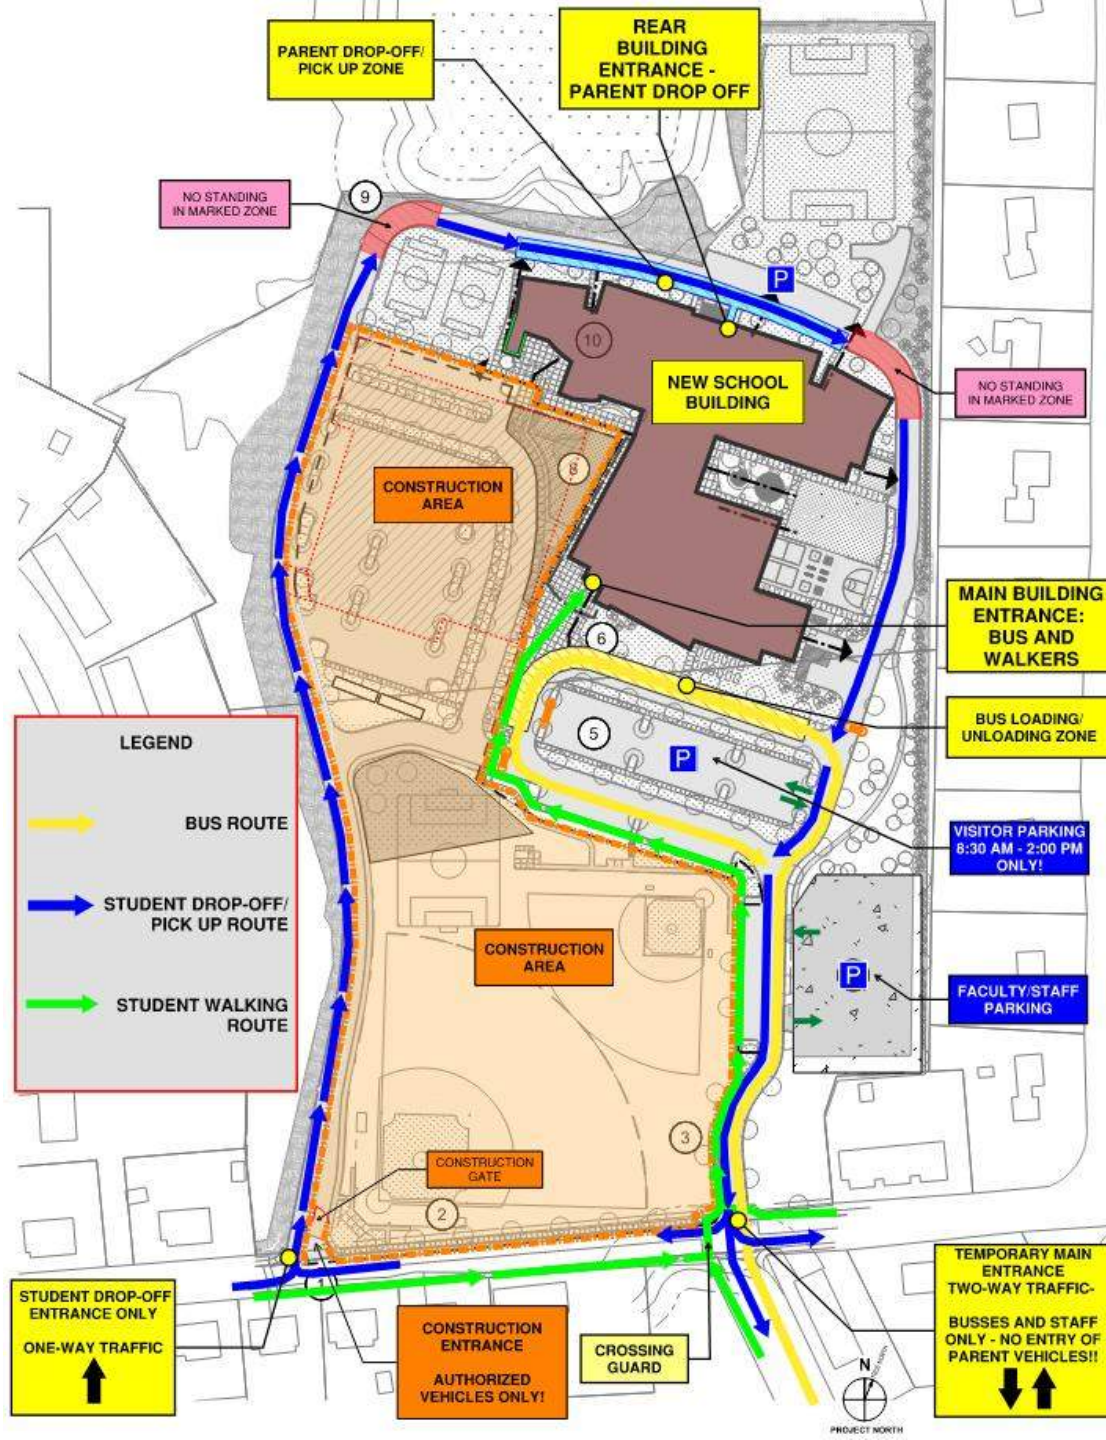 PARENT DROP-OFF/
PICK UP ZONE
REAR
BUILDING
ENTRANCE -
PARENT DROP OFF
NO STANDING
IN MARKED ZONE
9
P
10
NEW SCHOOL
BUILDING
NO STANDING
IN MARKED ZONE
CONSTRUCTION
AREA
8
MAIN BUILDING
ENTRANCE:
BUS AND
WALKERS
6
BUS LOADING/
UNLOADING ZONE
5
P
LEGEND
BUS ROUTE
STUDENT DROP-OFF/
PICK UP ROUTE
STUDENT WALKING
ROUTE
VISITOR PARKING
8:30 AM - 2:00 PM
ONLY!
CONSTRUCTION
AREA
P
FACULTY/STAFF
PARKING
3
CONSTRUCTION
GATE
2
1
STUDENT DROP-OFF
ENTRANCE ONLY
ONE-WAY TRAFFIC
CONSTRUCTION
ENTRANCE
AUTHORIZED
VEHICLES ONLY!
CROSSING
GUARD
TEMPORARY MAIN
ENTRANCE
TWO-WAY TRAFFIC-
BUSSES AND STAFF
ONLY - NO ENTRY OF
PARENT VEHICLES!!
N
PROJECT NORTH